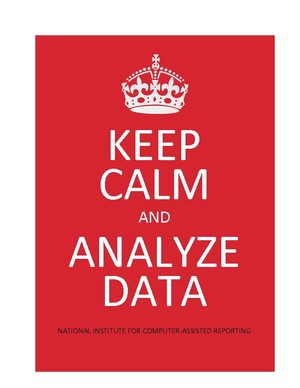 KEEP
CALM
AND
ANALYZE
DATA
NATIONAL INSTITUTE FOR COMPUTER-ASSISTED REPORTING